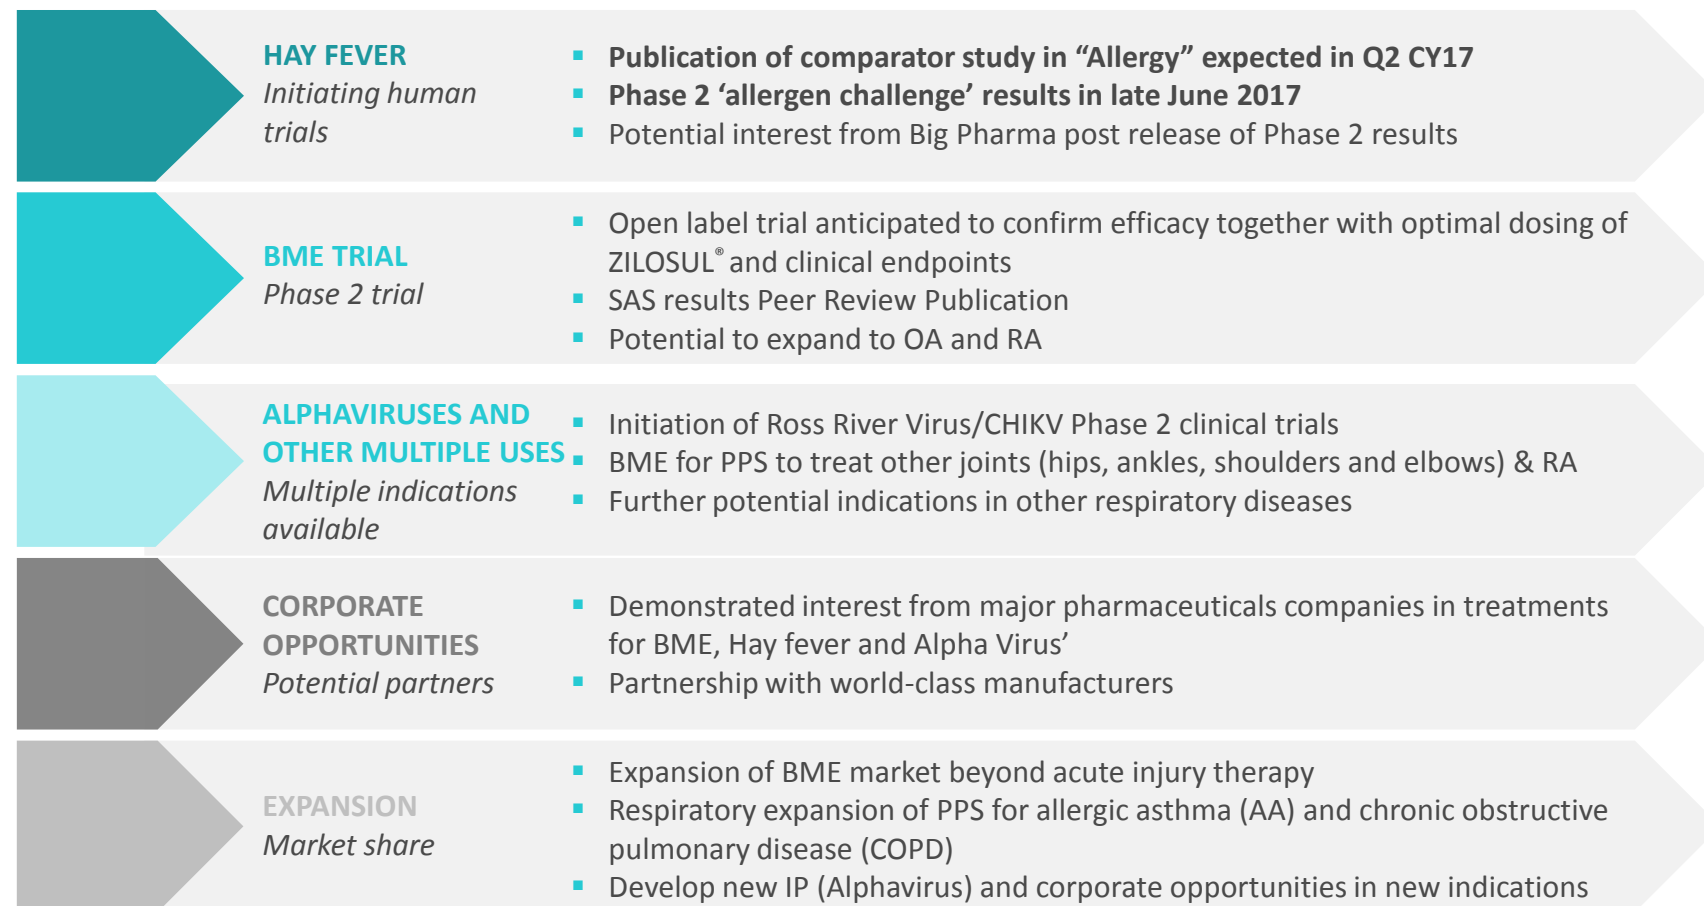 HAY FEVER
Initiating human
trials
▪ Publication of comparator study in “Allergy” expected in Q2 CY17
▪ Phase 2 ‘allergen challenge’ results in late June 2017
▪ Potential interest from Big Pharma post release of Phase 2 results
BME TRIAL
Phase 2 trial
▪ Open label trial anticipated to confirm efficacy together with optimal dosing of
ZILOSUL® and clinical endpoints
▪ SAS results Peer Review Publication
▪ Potential to expand to OA and RA
ALPHAVIRUSES AND
OTHER MULTIPLE USES
Multiple indications
available
▪ Initiation of Ross River Virus/CHIKV Phase 2 clinical trials
▪ BME for PPS to treat other joints (hips, ankles, shoulders and elbows) & RA
▪ Further potential indications in other respiratory diseases
CORPORATE
OPPORTUNITIES
Potential partners
▪ Demonstrated interest from major pharmaceuticals companies in treatments
for BME, Hay fever and Alpha Virus’
▪ Partnership with world-class manufacturers
EXPANSION
Market share
▪ Expansion of BME market beyond acute injury therapy
▪ Respiratory expansion of PPS for allergic asthma (AA) and chronic obstructive
pulmonary disease (COPD)
▪ Develop new IP (Alphavirus) and corporate opportunities in new indications